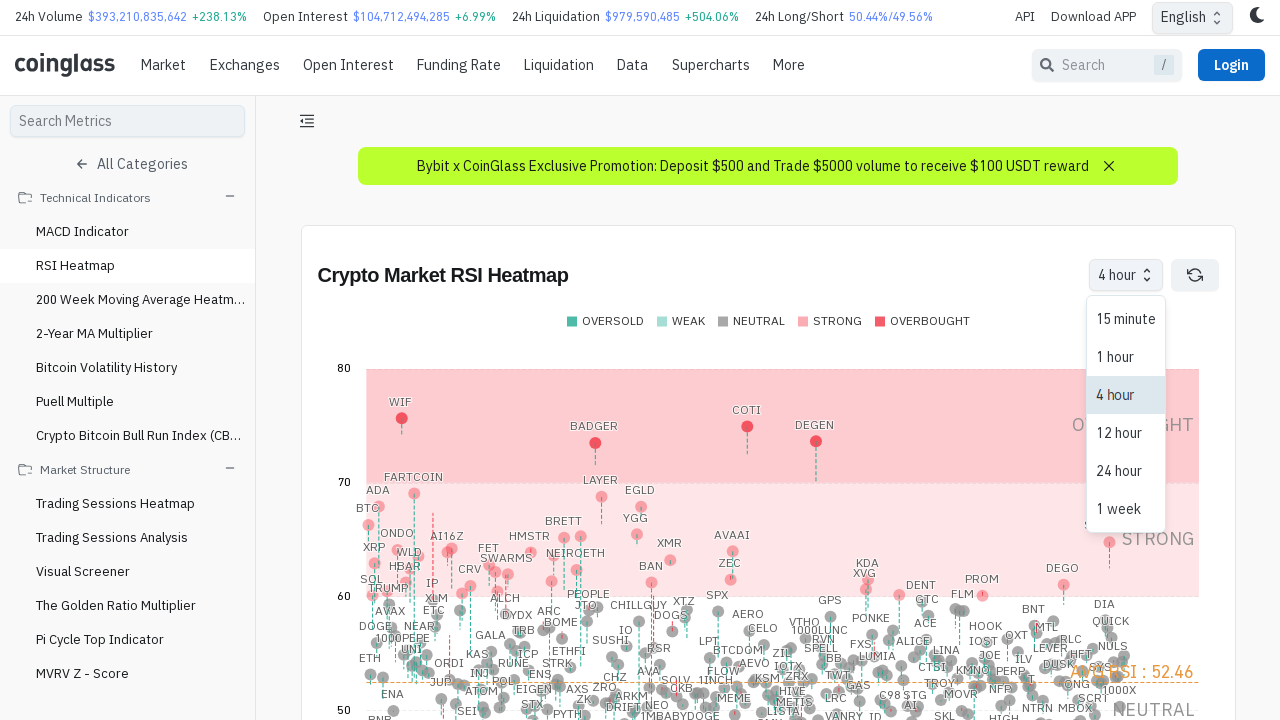 24h Volume $393,210,835,642 +238.13% Open Interest $104,712,494,285 +6.99% 24h Liquidation $979,590,485 +504.06% 24h Long/Short 50.44%/49.56% API Download APP English
coinglass Market Exchanges Open Interest Funding Rate Liquidation Data Supercharts More Search / Login
Search Metrics
All Categories
Technical Indicators
MACD Indicator
RSI Heatmap
200 Week Moving Average Heatm...
2-Year MA Multiplier
Bitcoin Volatility History
Puell Multiple
Crypto Bitcoin Bull Run Index (CB...
Market Structure
Trading Sessions Heatmap
Trading Sessions Analysis
Visual Screener
The Golden Ratio Multiplier
Pi Cycle Top Indicator
MVRV Z - Score
Bybit x CoinGlass Exclusive Promotion: Deposit $500 and Trade $5000 volume to receive $100 USDT reward
Crypto Market RSI Heatmap
4 hour
15 minute
1 hour
4 hour
12 hour
24 hour
1 week
OVERSOLD WEAK NEUTRAL STRONG OVERBOUGHT
80
WIF
COTI
BADGER
DEGEN
70
FARTCOIN
LAYER
ADA
EGLD
BTC
YGG
BRETT
ONDO
AI16Z
HMSTR
AVAAI
STRONG
XRP
WLD
FET
NEIROETH
XMR
SWARMS
HBAR
CRV
BAN
ZEC
KDA
XVG
DEGO
SOL
TRUMP
IP
PROM
DENT
60
XLM
ALCH
PEOPLE
JTO
CHILLGUY
XTZ
SPX
GPS
GTC
FLM
AVAX
ETC
DYDX
ARC
BOME
DOGS
AERO
VTHO
PONKE
ACE
BNT
DIA
DOGE
NEAR
TRB
IO
CELO
1000LUNC
HOOK
MTL
QUICK
1000PEPE
GALA
SUSHI
LPT
RVN
FXS
ALICE
IOST
OXT
RLC
UNI
KAS
ICP
ETHFI
RSR
BTCDOM
SPELL
LUMIA
LINA
JOE
LEVER
NULS
ETH
ORDI
RUNE
STRK
AVA
FLOW
AEVO
IOTX
CTSI
KMNO
ILV
DUSK
AVG RSI : 52.46
JUP
INJ
POL
ENS
CHZ
SOLV
1INCH
KSM
ZRX
TWT
TROY
PERP
ENA
ATOM
EIGEN
AXS
ZRO
ARKM
HIVE
GAS
C98
STG
MOVR
NFP
ONG
1000X
50
SEI
STX
ZK
DRIFT
NEO
MEME
METIS
LRC
AI
NTRN
MBOX
NEUTRAL
BNB
PYTH
1MBABYDOGE
LISTA
VANRY
ID
SKL
HIGH